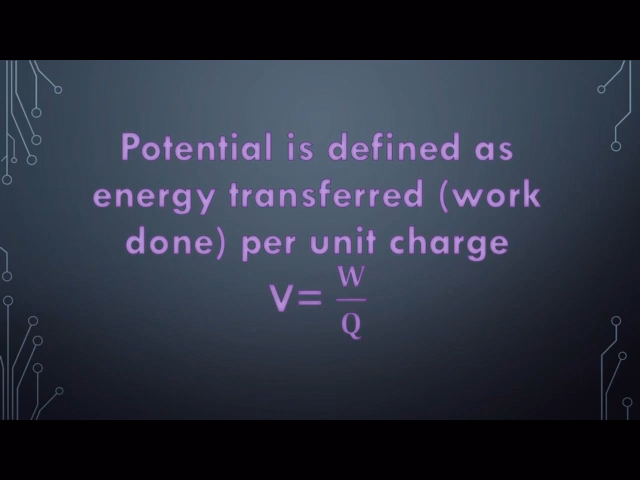 Potential is defined as
energy transferred (work
done) per unit charge
V= W/Q